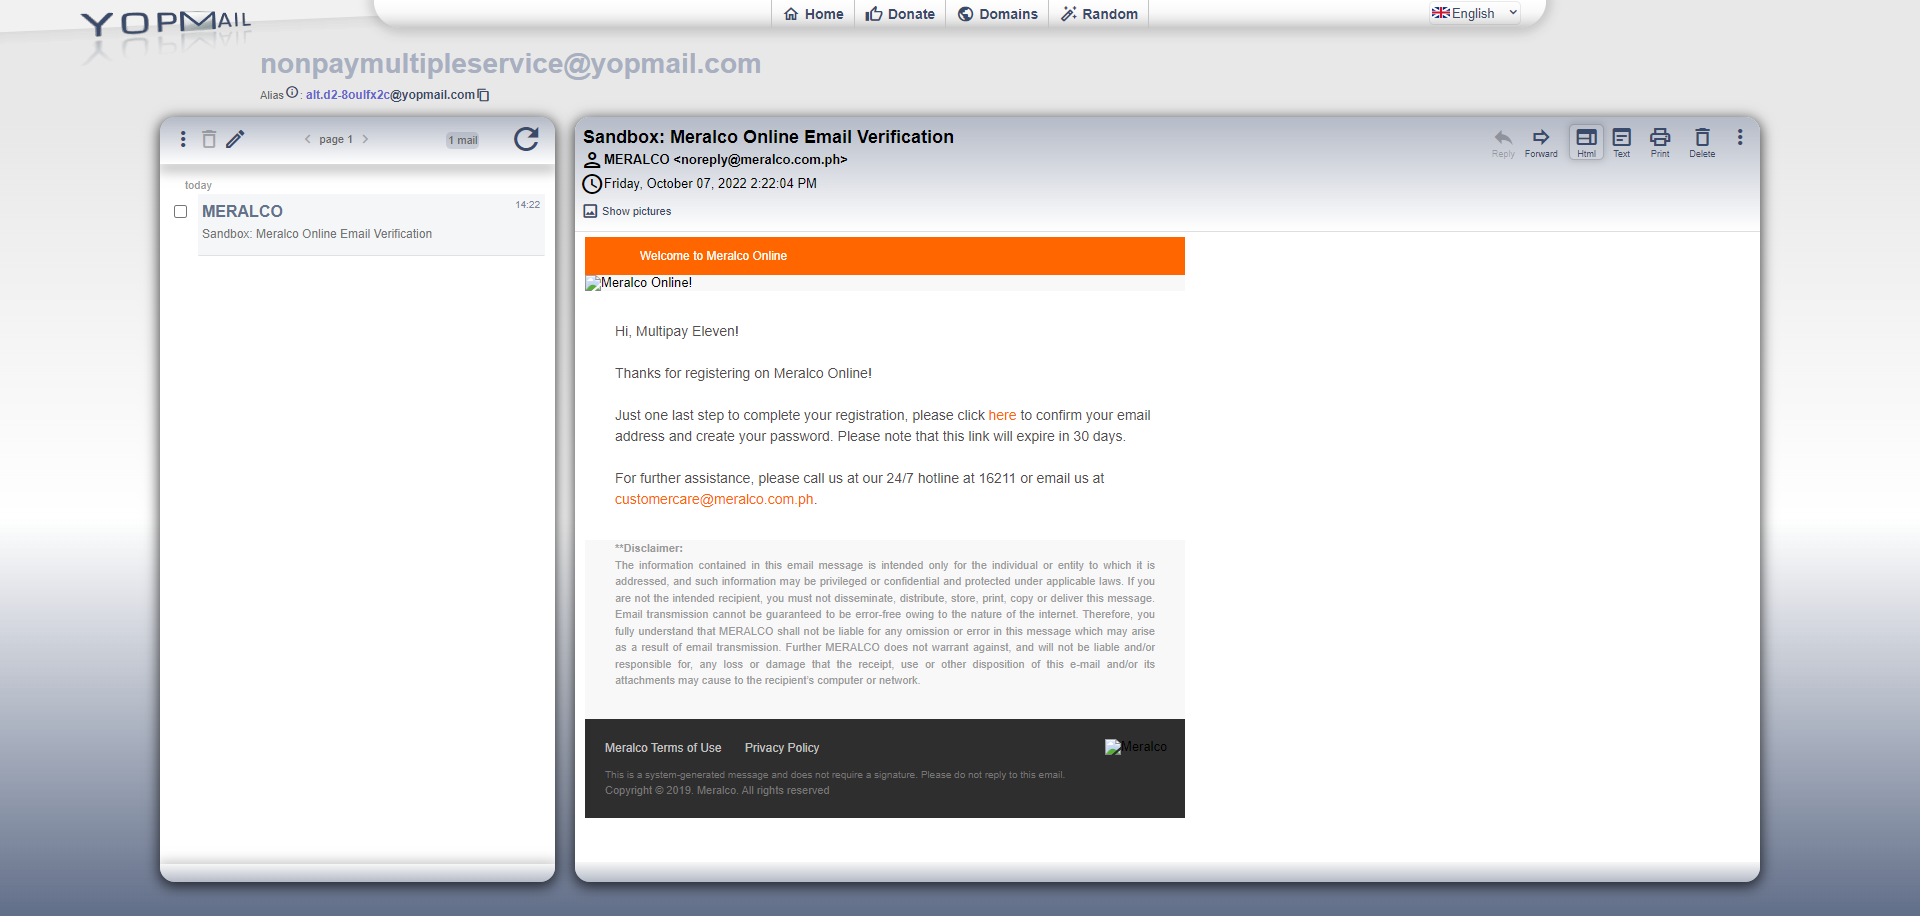 YOPMAIL
Home
Donate
Domains
Random
English
nonpaymultipleservice@yopmail.com
Alias : alt.d2-8oulfx2c@yopmail.com
page 1
1 mail
today
MERALCO
14:22
Sandbox: Meralco Online Email Verification
Sandbox: Meralco Online Email Verification
MERALCO <noreply@meralco.com.ph>
Friday, October 07, 2022 2:22:04 PM
Show pictures
Reply
Forward
Html
Text
Print
Delete
Welcome to Meralco Online
Meralco Online!
Hi, Multipay Eleven!
Thanks for registering on Meralco Online!
Just one last step to complete your registration, please click here to confirm your email
address and create your password. Please note that this link will expire in 30 days.
For further assistance, please call us at our 24/7 hotline at 16211 or email us at
customercare@meralco.com.ph.
**Disclaimer:
The information contained in this email message is intended only for the individual or entity to which it is
addressed, and such information may be privileged or confidential and protected under applicable laws. If you
are not the intended recipient, you must not disseminate, distribute, store, print, copy or deliver this message.
Email transmission cannot be guaranteed to be error-free owing to the nature of the internet. Therefore, you
fully understand that MERALCO shall not be liable for any omission or error in this message which may arise
as a result of email transmission. Further MERALCO does not warrant against, and will not be liable and/or
responsible for, any loss or damage that the receipt, use or other disposition of this e-mail and/or its
attachments may cause to the recipient's computer or network.
Meralco Terms of Use
Privacy Policy
Meralco
This is a system-generated message and does not require a signature. Please do not reply to this email.
Copyright © 2019. Meralco. All rights reserved